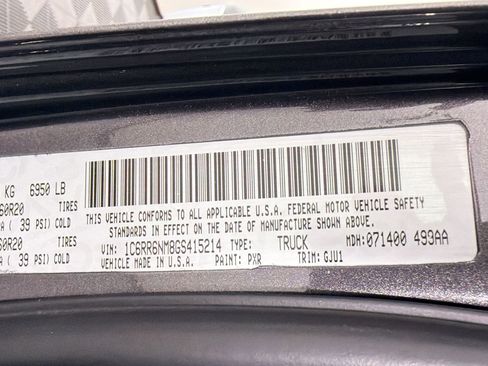 KG 6950 LB
60R20 TIRES
( 39 PSI) COLD
60R20 TIRES
A ( 39 PSI) COLD
THIS VEHICLE CONFORMS TO ALL APPLICABLE U.S.A. FEDERAL MOTOR VEHICLE SAFETY
STANDARDS IN EFFECT ON THE DATE OF MANUFACTURE SHOWN ABOVE.
VIN: 1C6RR6NM8GS415214 TYPE: TRUCK MDH: 071400 493AA
VEHICLE MADE IN U.S.A. PAINT: PXR TRIM: GJU1